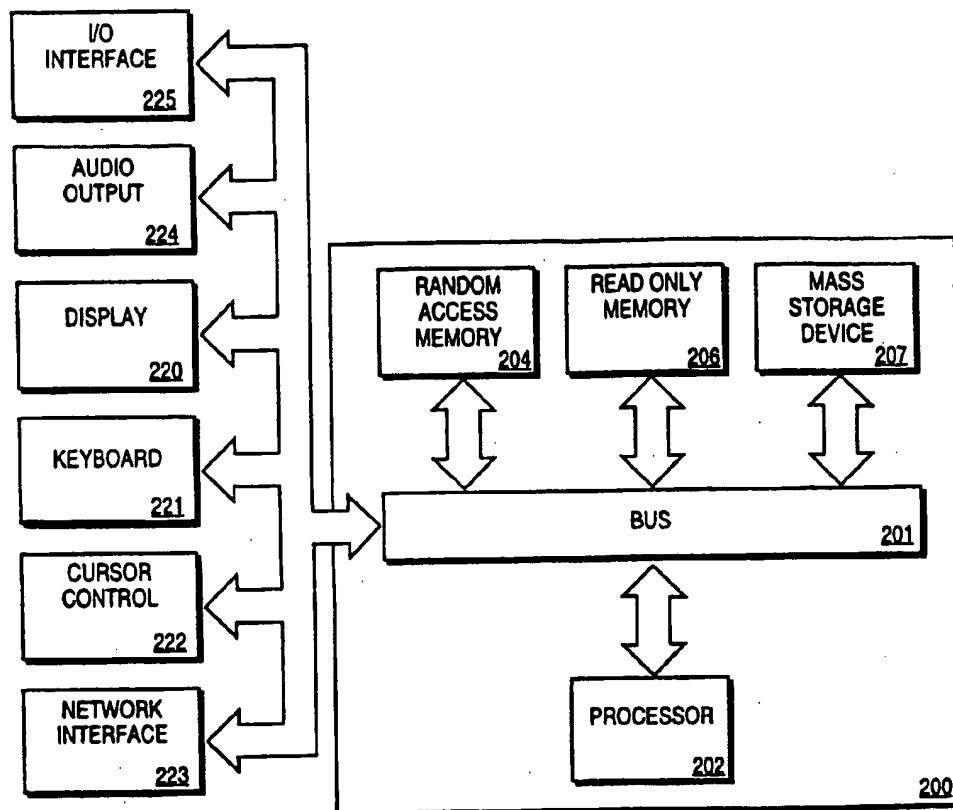 I/O
INTERFACE
225
AUDIO
OUTPUT
224
DISPLAY
220
KEYBOARD
221
CURSOR
CONTROL
222
NETWORK
INTERFACE
223
RANDOM
ACCESS
MEMORY
204
READ ONLY
MEMORY
206
MASS
STORAGE
DEVICE
207
BUS
201
PROCESSOR
202
200